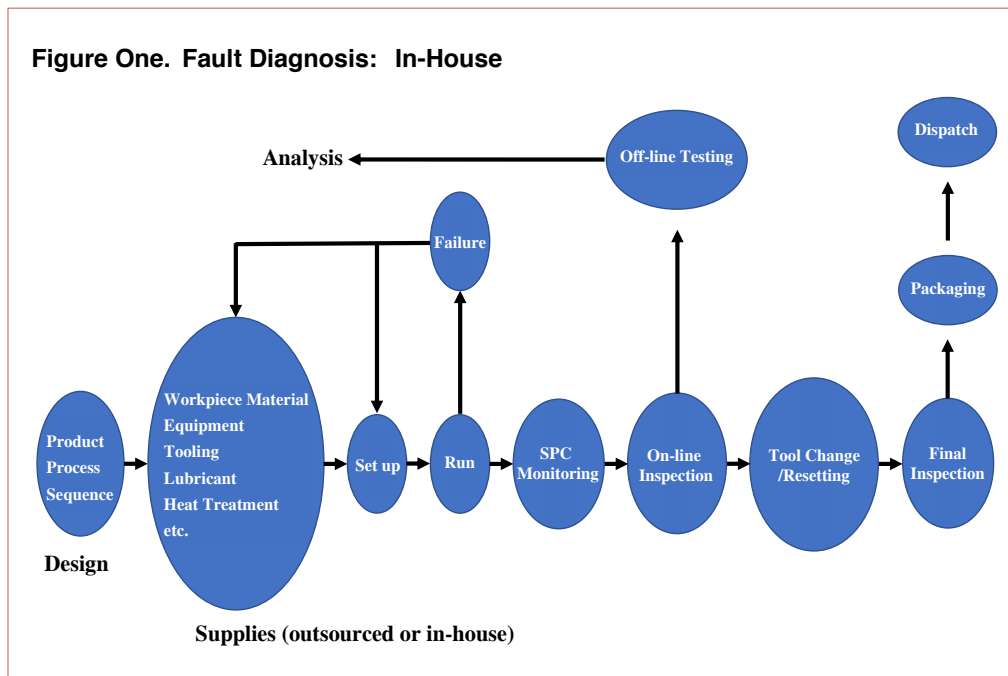 Figure One. Fault Diagnosis: In-House
Dispatch
Analysis
Off-line Testing
Failure
Packaging
Product
Process
Sequence
Workpiece Material
Equipment
Tooling
Lubricant
Heat Treatment
etc.
Set up
Run
SPC
Monitoring
On-line
Inspection
Tool Change
/Resetting
Final
Inspection
Design
Supplies (outsourced or in-house)